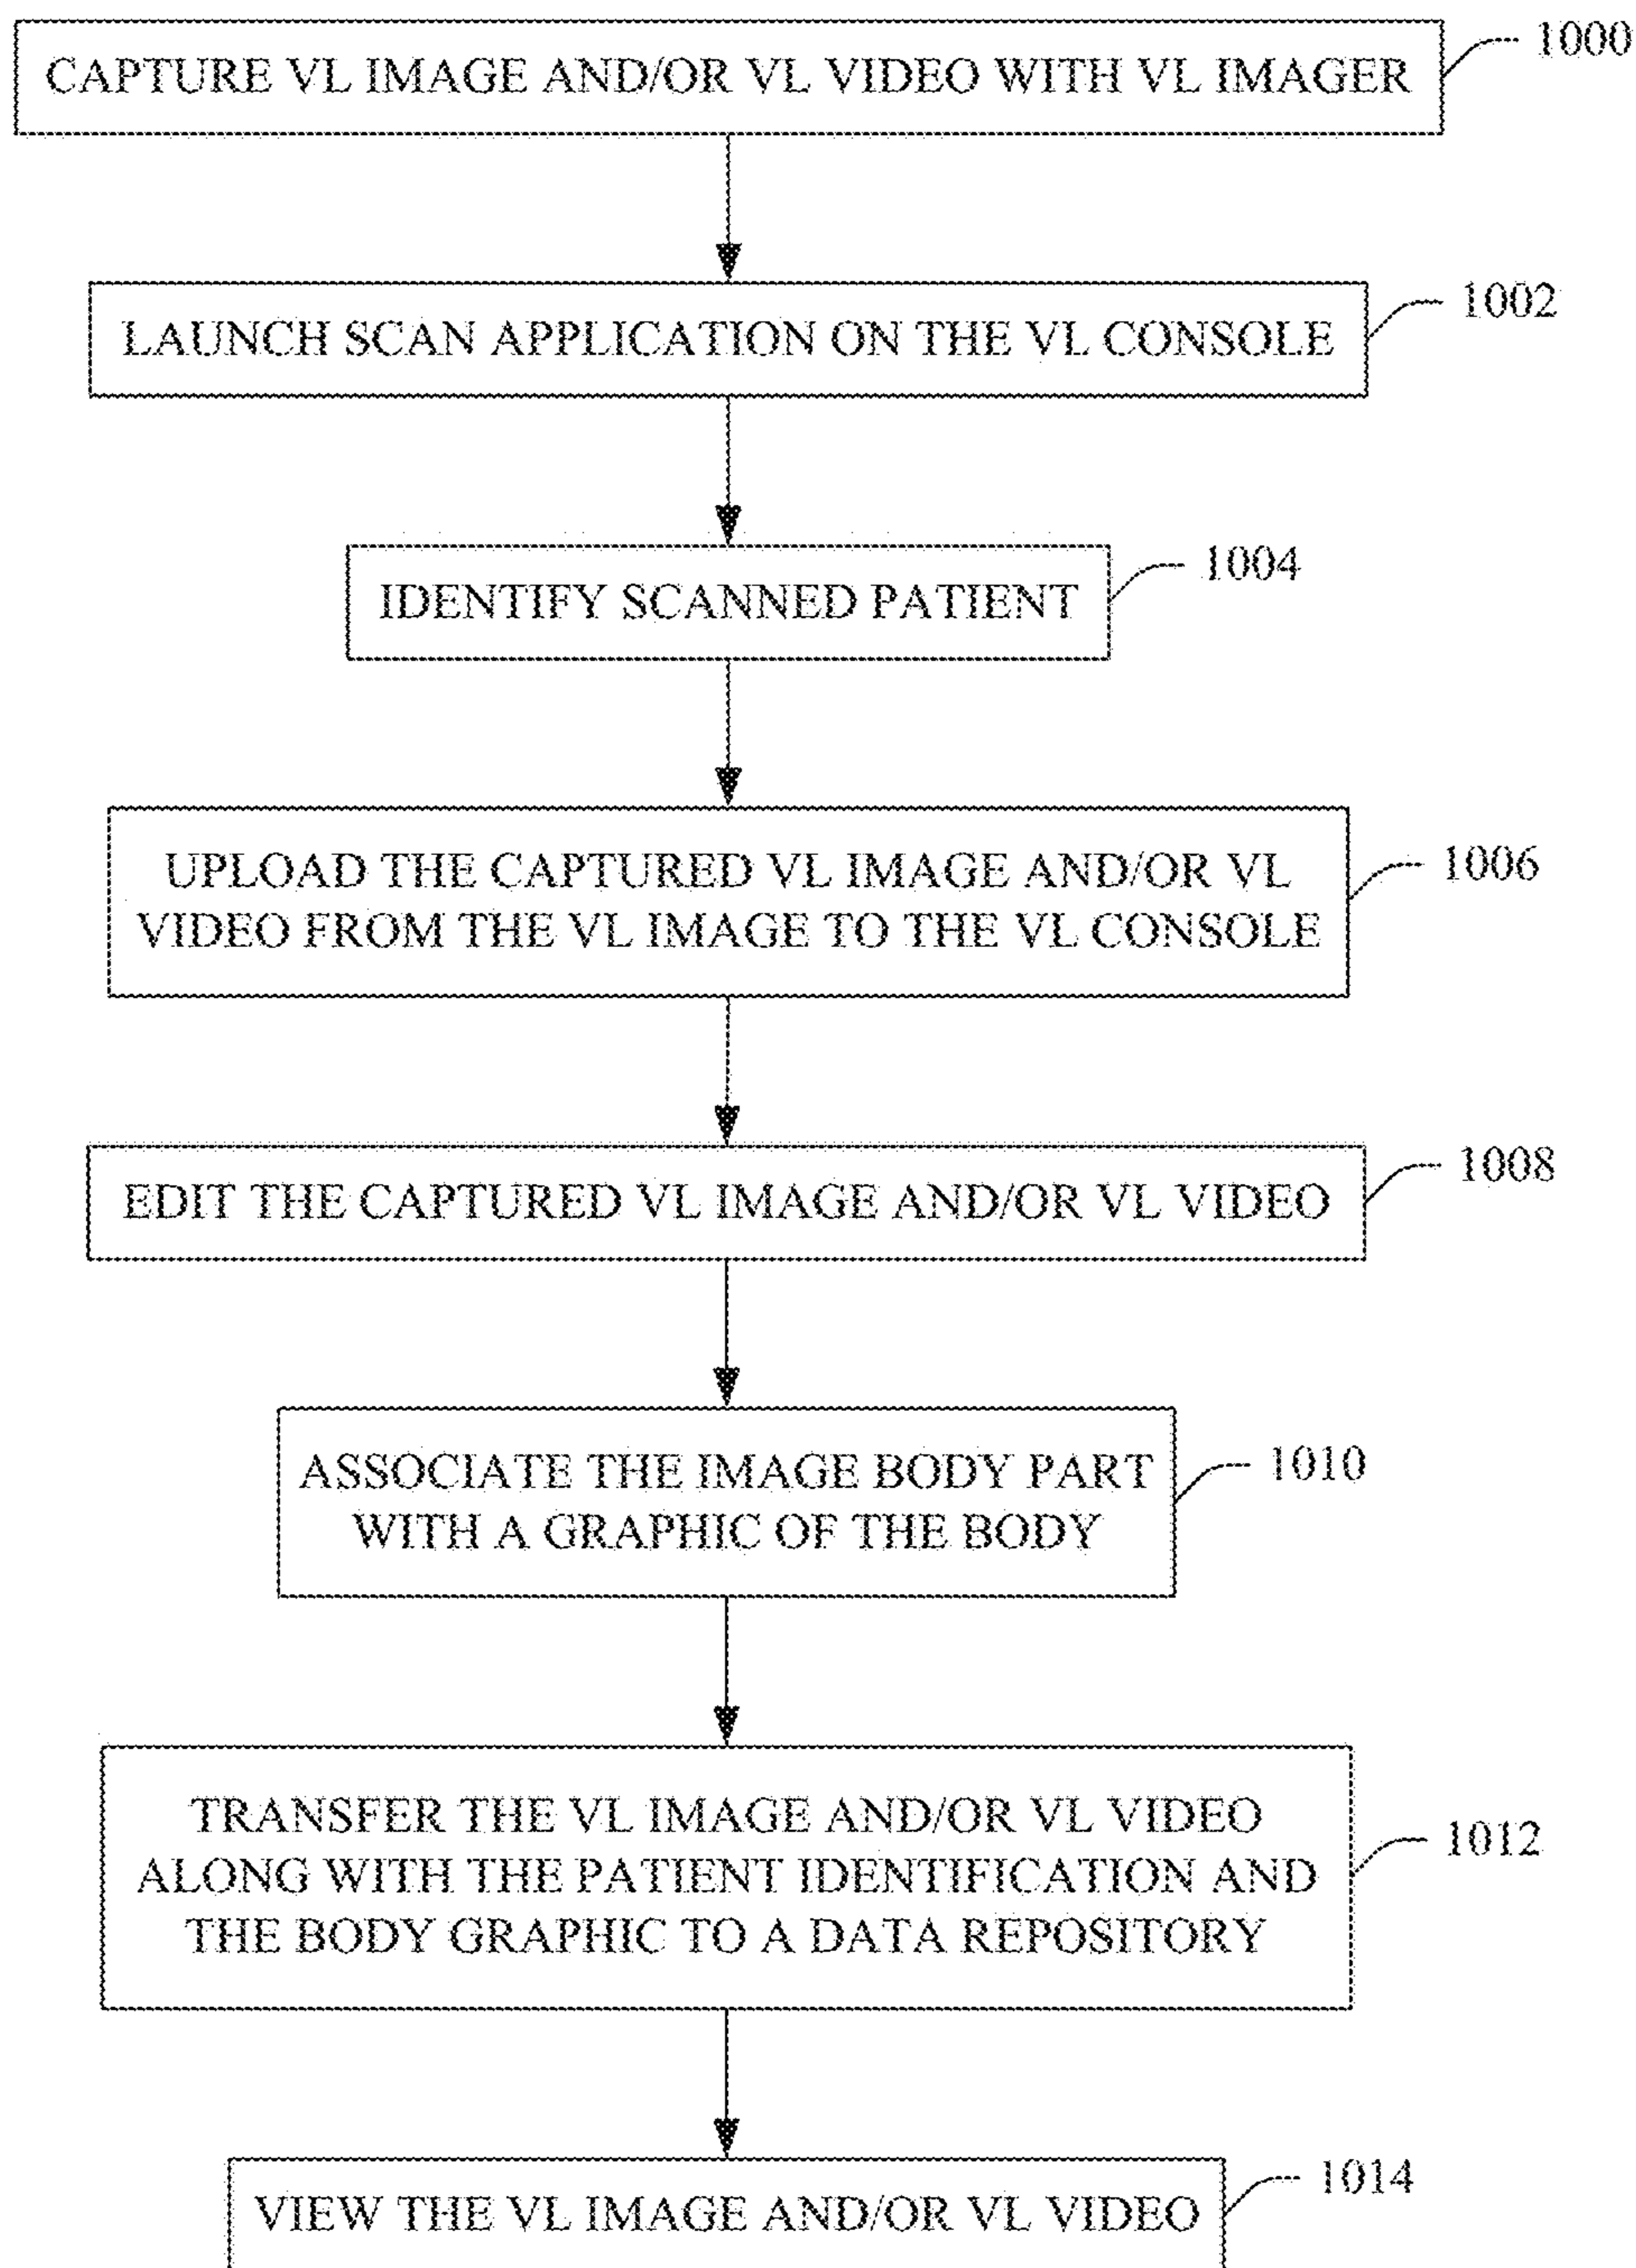 CAPTURE VL IMAGE AND/OR VL VIDEO WITH VL IMAGER
1000
LAUNCH SCAN APPLICATION ON THE VL CONSOLE
1002
IDENTIFY SCANNED PATIENT
1004
UPLOAD THE CAPTURED VL IMAGE AND/OR VL
VIDEO FROM THE VL IMAGE TO THE VL CONSOLE
1006
EDIT THE CAPTURED VL IMAGE AND/OR VL VIDEO
1008
ASSOCIATE THE IMAGE BODY PART
WITH A GRAPHIC OF THE BODY
1010
TRANSFER THE VL IMAGE AND/OR VL VIDEO
ALONG WITH THE PATIENT IDENTIFICATION AND
THE BODY GRAPHIC TO A DATA REPOSITORY
1012
VIEW THE VL IMAGE AND/OR VL VIDEO
1014